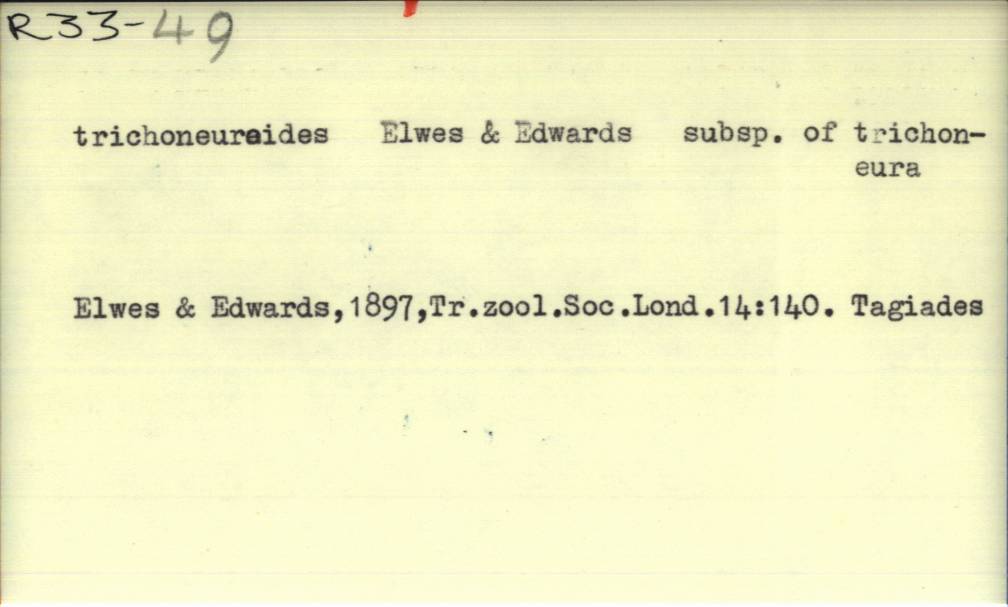 R33-49
trichoneureides Elwes & Edwards subsp. of trichon-
eura
Elwes & Edwards,1897,Tr.zool.Soc.Lond.14:140. Tagiades